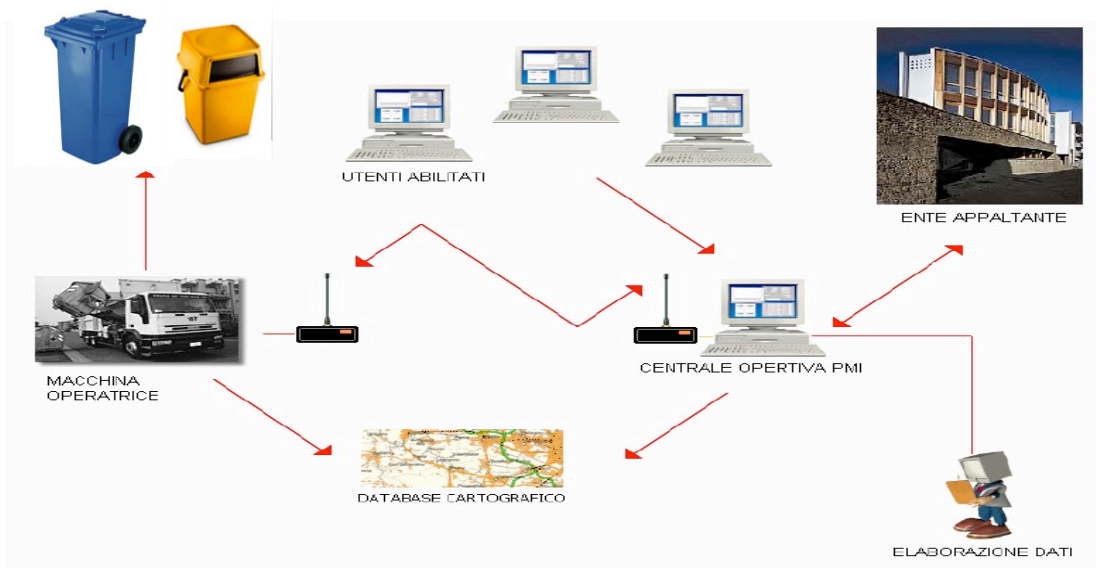 UTENTI ABILITATI
ENTE APPALTANTE
MACCHINA
OPERATRICE
CENTRALE OPERTIVA PMI
DATABASE CARTOGRAFICO
ELABORAZIONE DATI